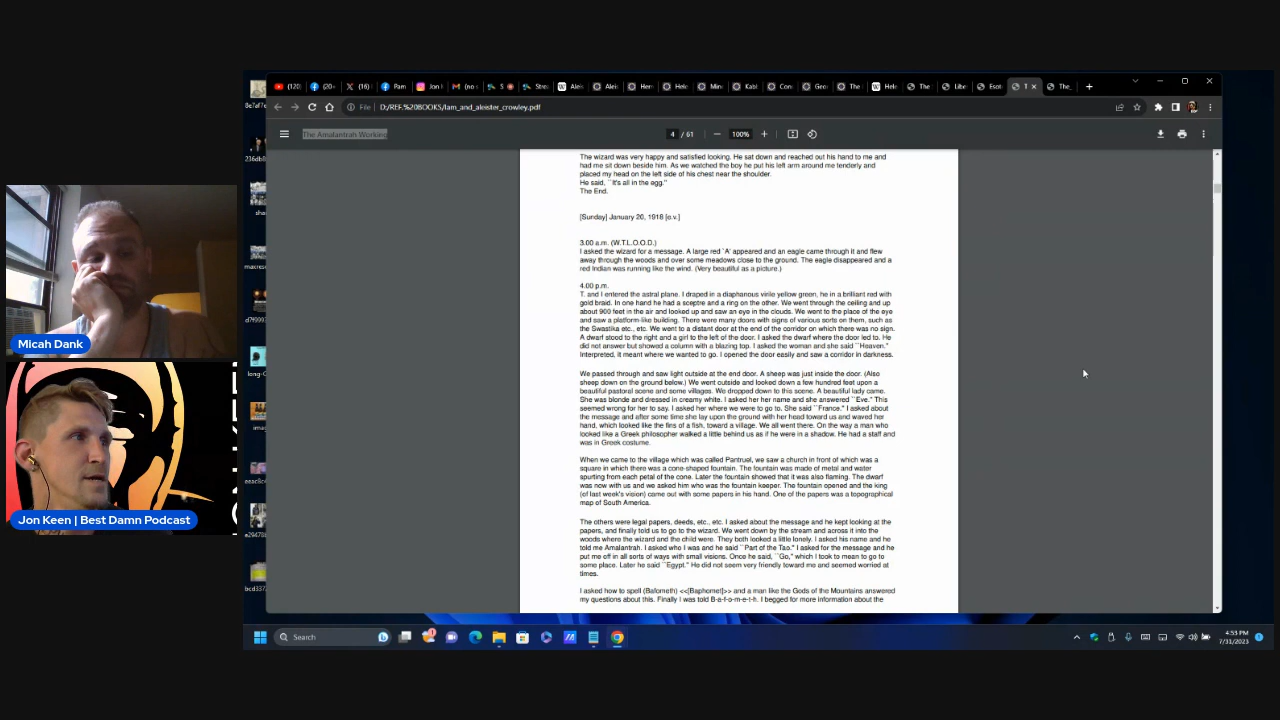 (120)
(20+
(16)
Pam
Jon
(no s
S
Stre
Aleis
Aleis
Herr
Hele
Min
Kabl
Con
Geo
The
Hele
The
Libe
Esot
T
The
File
D:/REF.%20BOOKS/lam_and_aleister_crowley.pdf
The Amalantrah Working
4 / 61
100%
The wizard was very happy and satisfied looking. He sat down and reached out his hand to me and
had me sit down beside him. As we watched the boy he put his left arm around me tenderly and
placed my head on the left side of his chest near the shoulder.
He said, ``It's all in the egg.''
The End.
[Sunday] January 20, 1918 [e.v.]
3.00 a.m. (W.T.L.O.O.D.)
I asked the wizard for a message. A large red `A' appeared and an eagle came through it and flew
away through the woods and over some meadows close to the ground. The eagle disappeared and a
red Indian was running like the wind. (Very beautiful as a picture.)
4.00 p.m.
T. and I entered the astral plane. I draped in a diaphanous virile yellow green, he in a brilliant red with
gold braid. In one hand he had a sceptre and a ring on the other. We went through the ceiling and up
about 900 feet in the air and looked up and saw an eye in the clouds. We went to the place of the eye
and saw a platform-like building. There were many doors with signs of various sorts on them, such as
the Swastika etc., etc. We went to a distant door at the end of the corridor on which there was no sign.
A dwarf stood to the right and a girl to the left of the door. I asked the dwarf where the door led to. He
did not answer but showed a column with a blazing top. I asked the woman and she said ``Heaven.''
Interpreted, it meant where we wanted to go. I opened the door easily and saw a corridor in darkness.
We passed through and saw light outside at the end door. A sheep was just inside the door. (Also
sheep down on the ground below.) We went outside and looked down a few hundred feet upon a
beautiful pastoral scene and some villages. We dropped down to this scene. A beautiful lady came.
She was blonde and dressed in creamy white. I asked her her name and she answered ``Eve.'' This
seemed wrong for her to say. I asked her where we were to go to. She said ``France.'' I asked about
the message and after some time she lay upon the ground with her head toward us and waved her
hand, which looked like the fins of a fish, toward a village. We all went there. On the way a man who
looked like a Greek philosopher walked a little behind us as if he were in a shadow. He had a staff and
was in Greek costume.
When we came to the village which was called Pantruel, we saw a church in front of which was a
square in which there was a cone-shaped fountain. The fountain was made of metal and water
spurting from each petal of the cone. Later the fountain showed that it was also flaming. The dwarf
was now with us and we asked him who was the fountain keeper. The fountain opened and the king
(of last week's vision) came out with some papers in his hand. One of the papers was a topographical
map of South America.
The others were legal papers, deeds, etc., etc. I asked about the message and he kept looking at the
papers, and finally told us to go to the wizard. We went down by the stream and across it into the
woods where the wizard and the child were. They both looked a little lonely. I asked his name and he
told me Amalantrah. I asked who I was and he said ``Part of the Tao.'' I asked for the message and he
put me off in all sorts of ways with small visions. Once he said, ``Go,'' which I took to mean to go to
some place. Later he said ``Egypt.'' He did not seem very friendly toward me and seemed worried at
times.
I asked how to spell (Bafometh) <<[Baphomet]>> and a man like the Gods of the Mountains answered
my questions about this. Finally I was told B-a-f-o-m-e-t-h. I begged for more information about the
Micah Dank
Jon Keen | Best Damn Podcast
Search
4:53 PM
7/31/2023